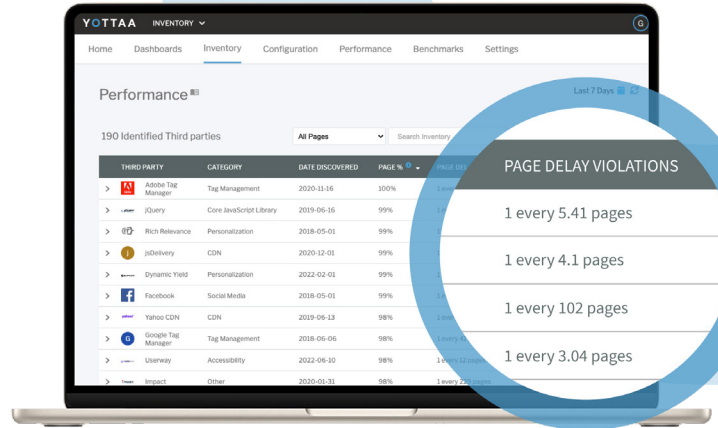 YOTTAA INVENTORY G
Home Dashboards Inventory Configuration Performance Benchmarks Settings
Performance Last 7 Days
190 Identified Third parties All Pages Search Inventory
THIRD PARTY CATEGORY DATE DISCOVERED PAGE % PAGE DELAY VIOLATIONS
Adobe Tag Manager Tag Management 2020-11-16 100%
jQuery Core JavaScript Library 2019-06-16 99%
1 every 5.41 pages
Rich Relevance Personalization 2018-05-01 99%
jsDelivery CDN 2020-12-01 99%
1 every 4.1 pages
Dynamic Yield Personalization 2022-02-01 99%
Facebook Social Media 2018-05-01 99%
1 every 102 pages
Yahoo CDN CDN 2019-06-13 98%
G Google Tag Manager Tag Management 2018-06-06 98%
1 every 3.04 pages
Userway Accessibility 2022-06-10 98% 1 every 12 pages
Impact Other 2020-01-31 98%